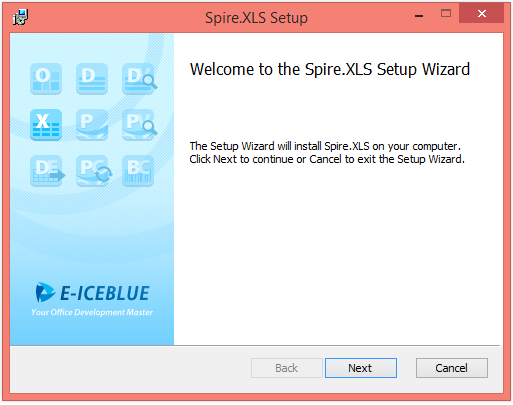 Spire.XLS Setup
O D D
X P P
DE PC BC
E-ICEBLUE
Your Office Development Master
Welcome to the Spire.XLS Setup Wizard
The Setup Wizard will install Spire.XLS on your computer.
Click Next to continue or Cancel to exit the Setup Wizard.
Back Next Cancel